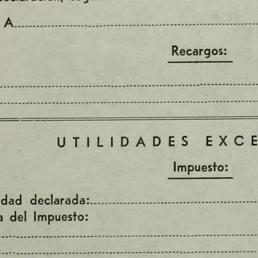 A
Recargos:
UTILIDADES EXCE
Impuesto:
dad declarada:
a del Impuesto: